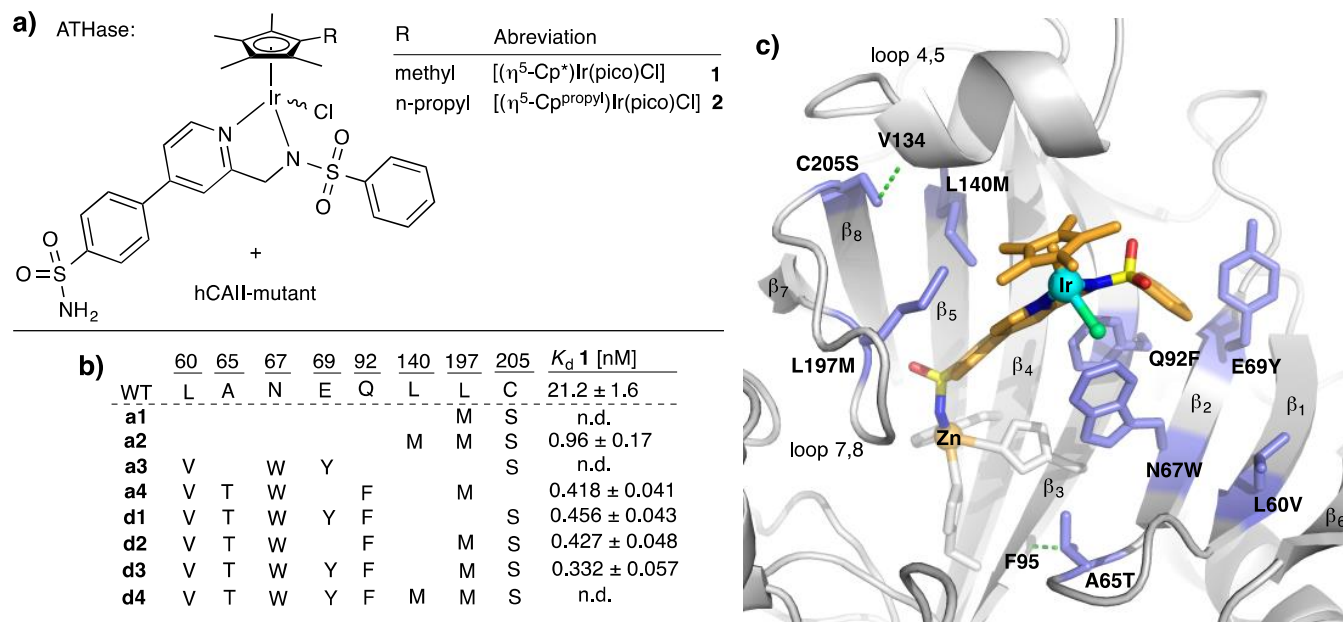 a) ATHase:
R
Ir
Cl
N
N
S
O
O
O
O
S
NH₂
+
hCAII-mutant
R Abreviation
methyl [(η⁵-Cp*)Ir(pico)Cl] 1
n-propyl [(η⁵-Cpᵖʳᵒᵖʸˡ)Ir(pico)Cl] 2
b) 60 65 67 69 92 140 197 205 Kd 1 [nM]
WT L A N E Q L L C 21.2 ± 1.6
a1 M S n.d.
a2 M M S 0.96 ± 0.17
a3 V W Y S n.d.
a4 V T W F M 0.418 ± 0.041
d1 V T W Y F S 0.456 ± 0.043
d2 V T W F M S 0.427 ± 0.048
d3 V T W Y F M S 0.332 ± 0.057
d4 V T W Y F M M S n.d.
c)
loop 4,5
V134
C205S
L140M
β8
β7
β5
Ir
L197M
β4
Q92F
E69Y
β2
β1
Zn
loop 7,8
N67W
L60V
β3
β6
F95
A65T